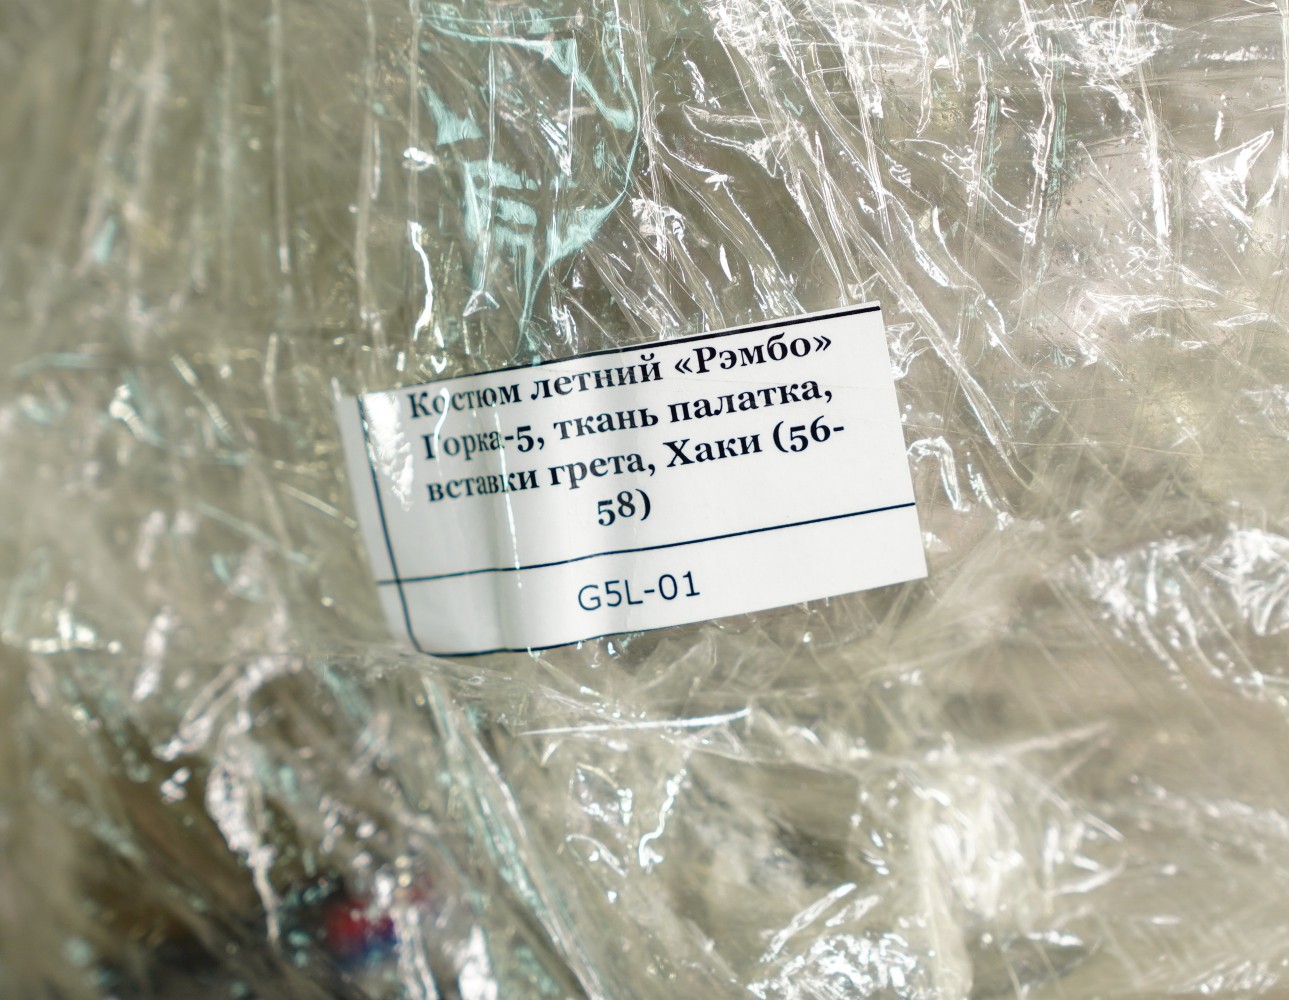 Костюм летний «Рэмбо»
Горка-5, ткань палатка,
вставки грета, Хаки (56-
58)
G5L-01